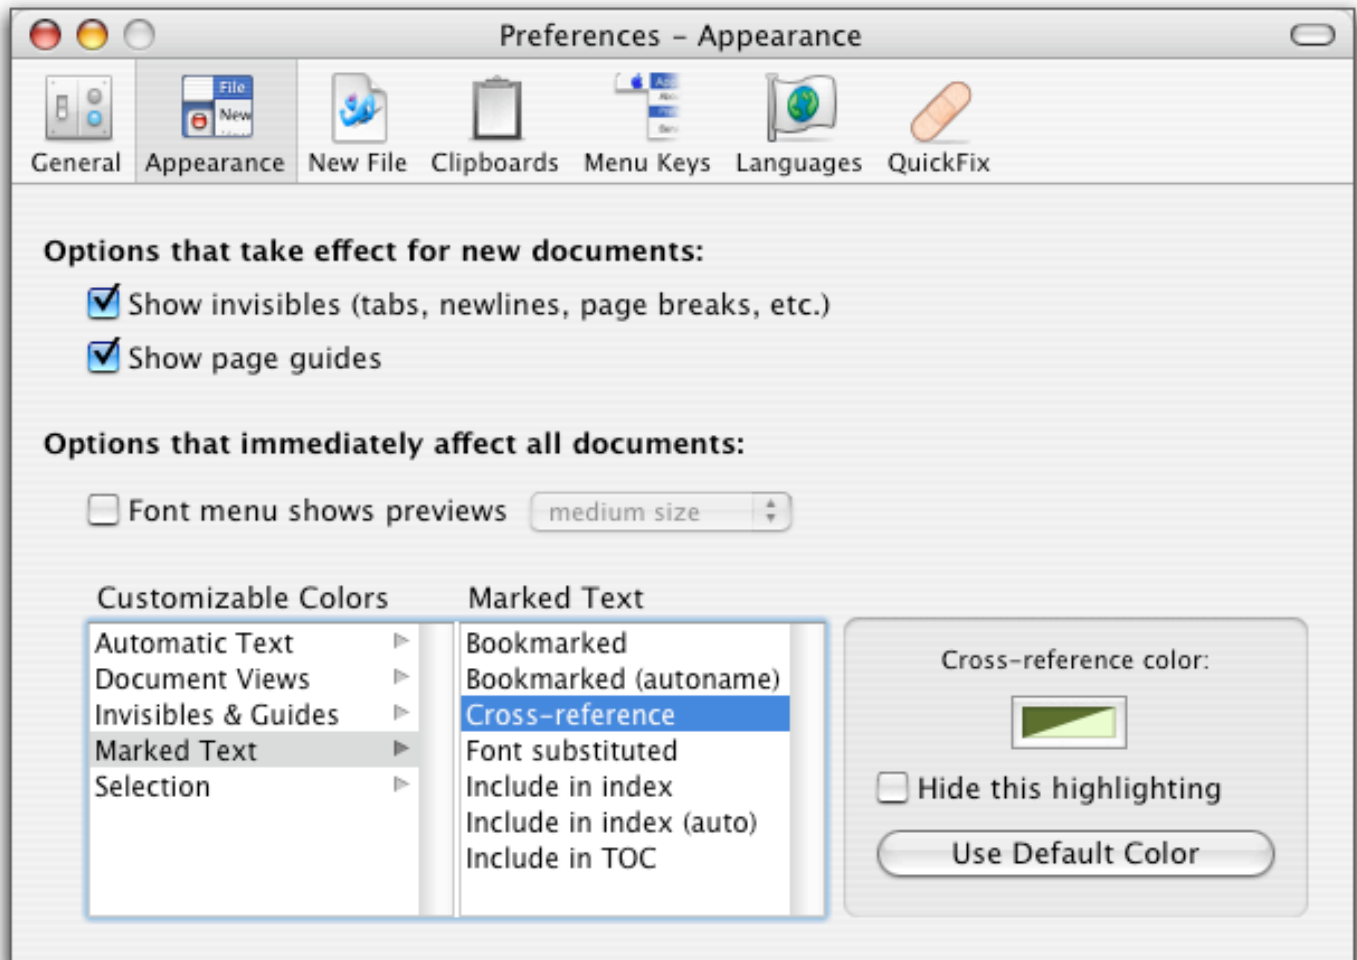 Preferences – Appearance
File
New
General Appearance New File Clipboards Menu Keys Languages QuickFix
Options that take effect for new documents:
Show invisibles (tabs, newlines, page breaks, etc.)
Show page guides
Options that immediately affect all documents:
Font menu shows previews medium size
Customizable Colors Marked Text
Automatic Text Bookmarked
Document Views Bookmarked (autoname)
Invisibles & Guides Cross-reference
Marked Text Font substituted
Selection Include in index
Include in index (auto)
Include in TOC
Cross-reference color:
Hide this highlighting
Use Default Color